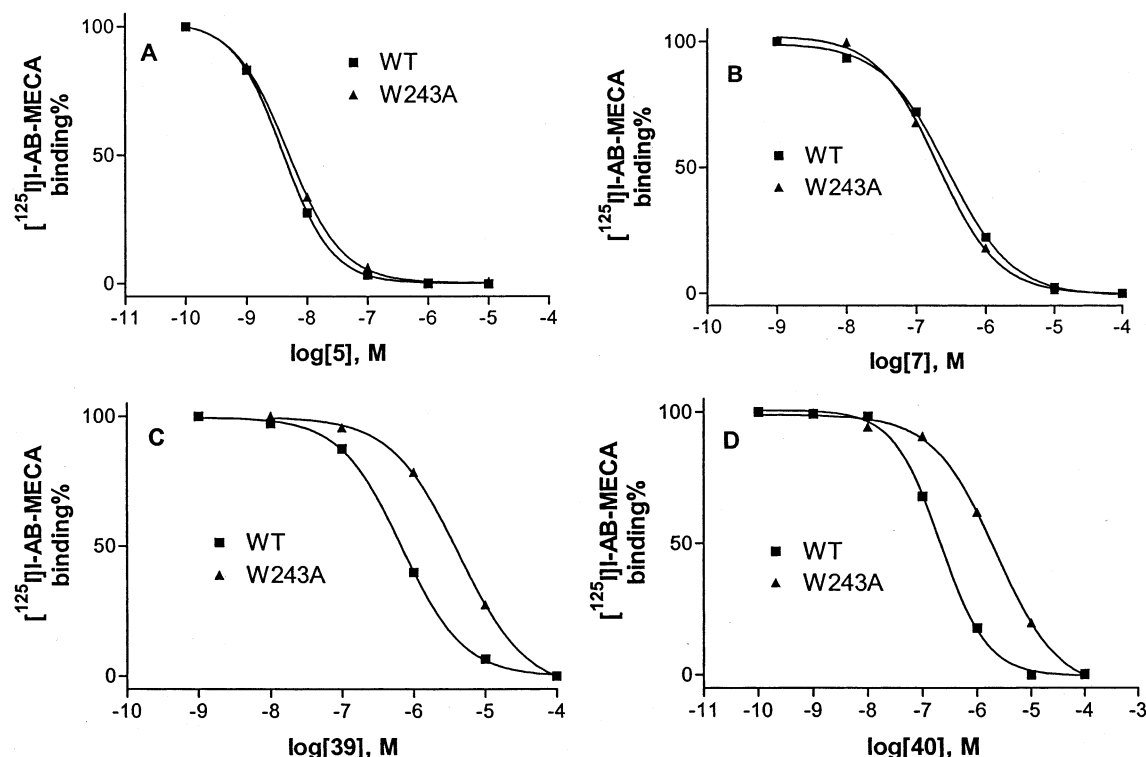 A
[125I]I-AB-MECA
binding%
100
50
0
WT
W243A
-11 -10 -9 -8 -7 -6 -5 -4
log[5], M
B
[125I]I-AB-MECA
binding%
100
50
0
WT
W243A
-10 -9 -8 -7 -6 -5 -4
log[7], M
C
[125I]I-AB-MECA
binding%
100
50
0
WT
W243A
-10 -9 -8 -7 -6 -5 -4
log[39], M
D
[125I]I-AB-MECA
binding%
100
50
0
WT
W243A
-11 -10 -9 -8 -7 -6 -5 -4 -3
log[40], M